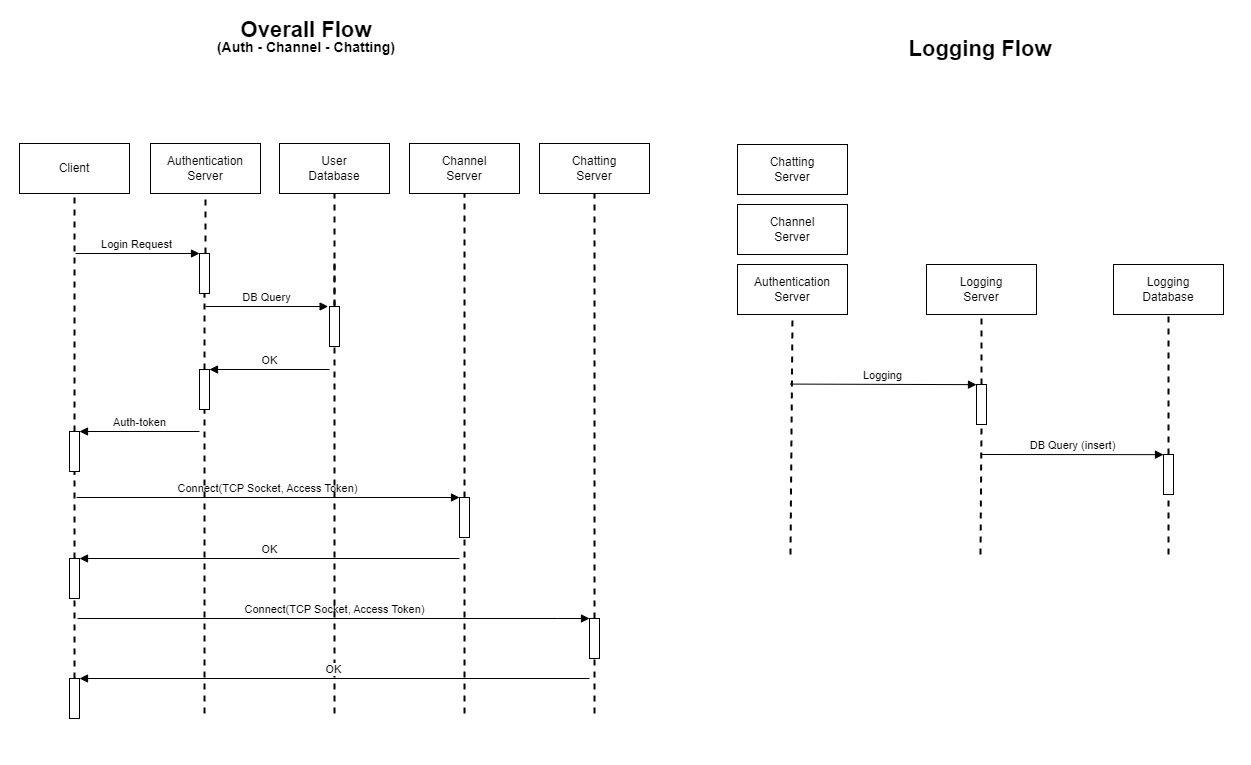 Overall Flow
(Auth - Channel - Chatting)
Client
Authentication
Server
User
Database
Channel
Server
Chatting
Server
Login Request
DB Query
OK
Auth-token
Connect(TCP Socket, Access Token)
OK
Connect(TCP Socket, Access Token)
OK
Logging Flow
Chatting
Server
Channel
Server
Authentication
Server
Logging
Server
Logging
Database
Logging
DB Query (insert)